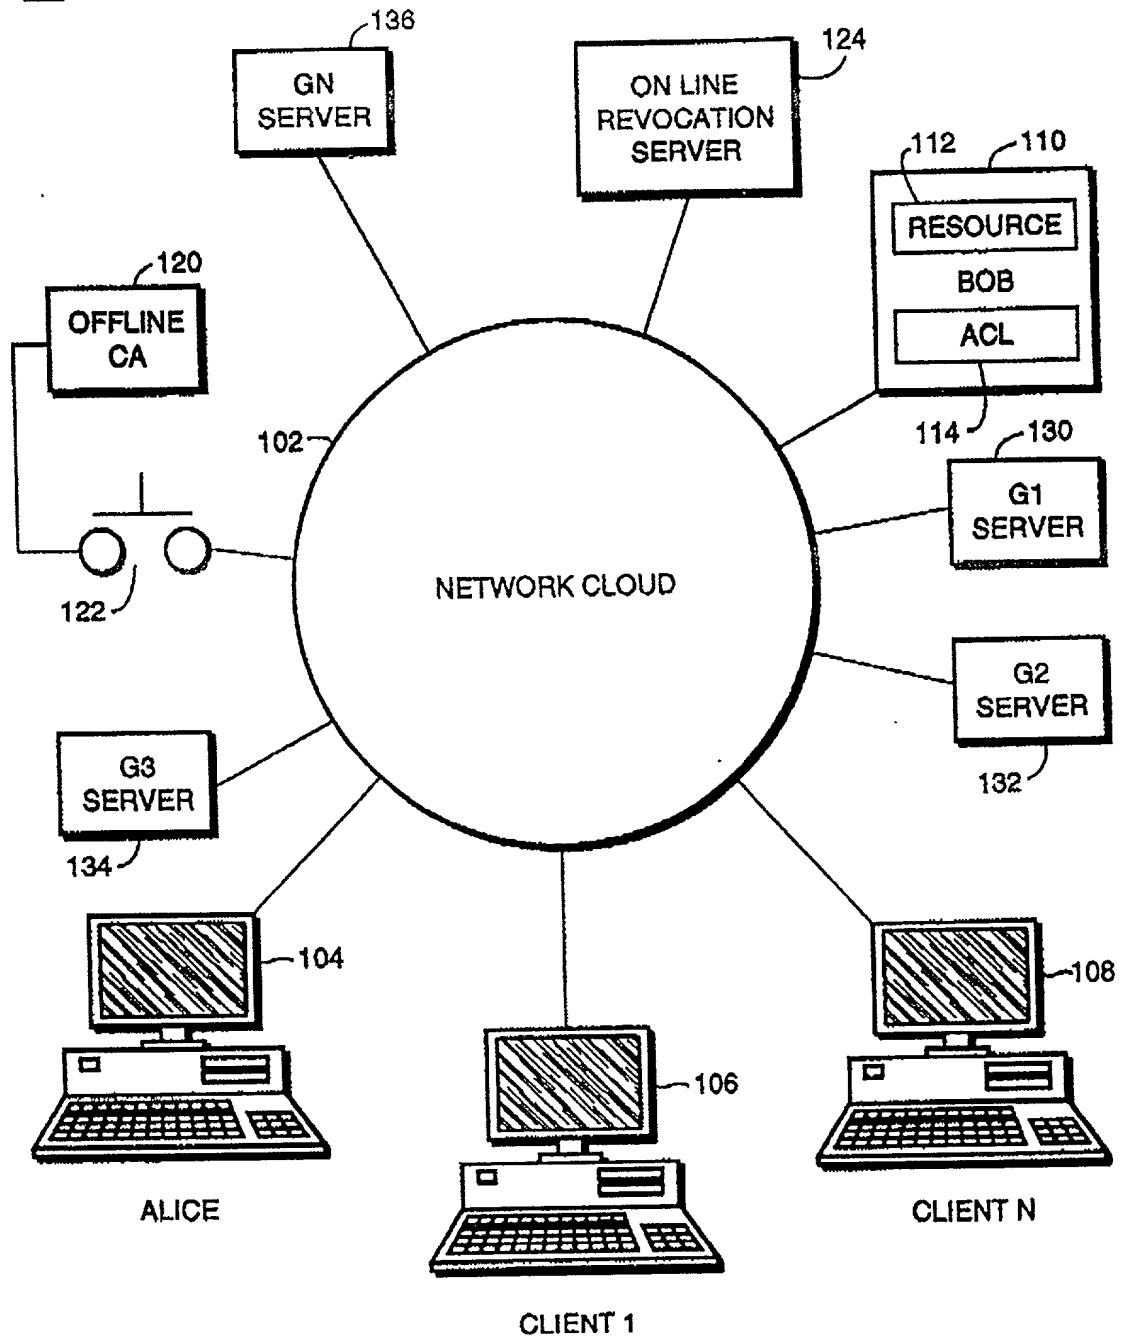 136
GN
SERVER
124
ON LINE
REVOCATION
SERVER
112
110
RESOURCE
BOB
ACL
114
120
OFFLINE
CA
102
122
130
G1
SERVER
NETWORK CLOUD
G2
SERVER
132
G3
SERVER
134
104
108
106
ALICE
CLIENT N
CLIENT 1